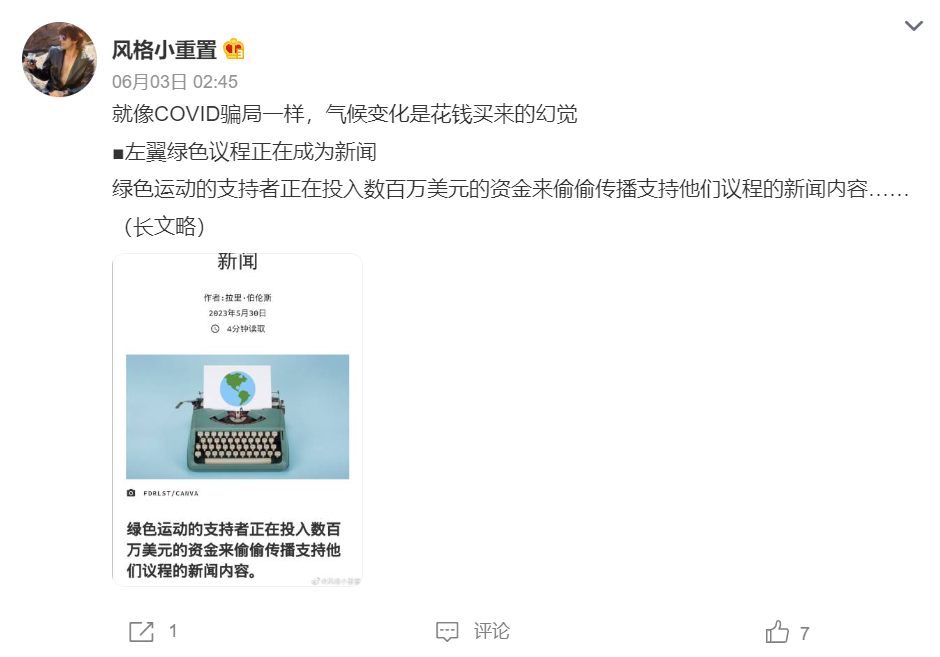 风格小重置
06月03日 02:45
就像COVID骗局一样，气候变化是花钱买来的幻觉
■左翼绿色议程正在成为新闻
绿色运动的支持者正在投入数百万美元的资金来偷偷传播支持他们议程的新闻内容……
（长文略）
新闻
作者:拉里·伯伦斯
2023年5月30日
4分钟读取
FDRLST/CANVA
绿色运动的支持者正在投入数百
万美元的资金来偷偷传播支持他
们议程的新闻内容。
@风格小重置
1
评论
7